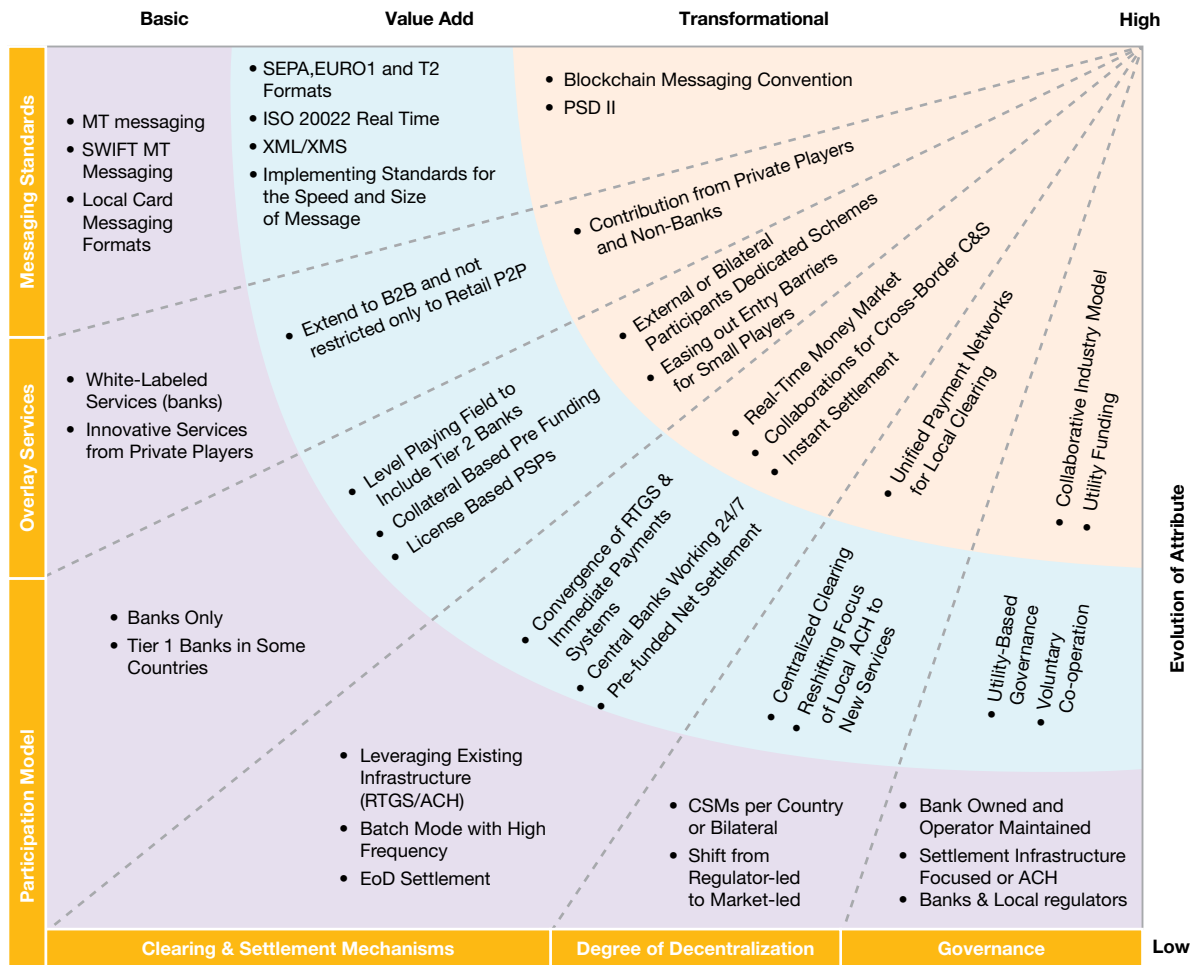 Basic
Value Add
Transformational
High
Messaging Standards
• MT messaging
• SWIFT MT
Messaging
• Local Card
Messaging
Formats
• SEPA,EURO1 and T2
Formats
• ISO 20022 Real Time
• XML/XMS
• Implementing Standards for
the Speed and Size
of Message
• Blockchain Messaging Convention
• PSD II
Overlay Services
• White-Labeled
Services (banks)
• Innovative Services
from Private Players
• Extend to B2B and not
restricted only to Retail P2P
• Contribution from Private Players
and Non-Banks
Participation Model
• Banks Only
• Tier 1 Banks in Some
Countries
• Level Playing Field to
Include Tier 2 Banks
• Collateral Based Pre Funding
• License Based PSPs
• External or Bilateral
Participants Dedicated Schemes
• Easing out Entry Barriers
for Small Players
• Leveraging Existing
Infrastructure
(RTGS/ACH)
• Batch Mode with High
Frequency
• EoD Settlement
• Convergence of RTGS &
Immediate Payments
Systems
• Central Banks Working 24/7
• Pre-funded Net Settlement
• Real-Time Money Market
• Collaborations for Cross-Border C&S
• Instant Settlement
• CSMs per Country
or Bilateral
• Shift from
Regulator-led
to Market-led
• Centralized Clearing
• Reshifting Focus
of Local ACH to
New Services
• Unified Payment Networks
for Local Clearing
• Bank Owned and
Operator Maintained
• Settlement Infrastructure
Focused or ACH
• Banks & Local regulators
• Utility-Based
Governance
• Voluntary
Co-operation
• Collaborative Industry Model
• Utility Funding
Evolution of Attribute
Clearing & Settlement Mechanisms
Degree of Decentralization
Governance
Low